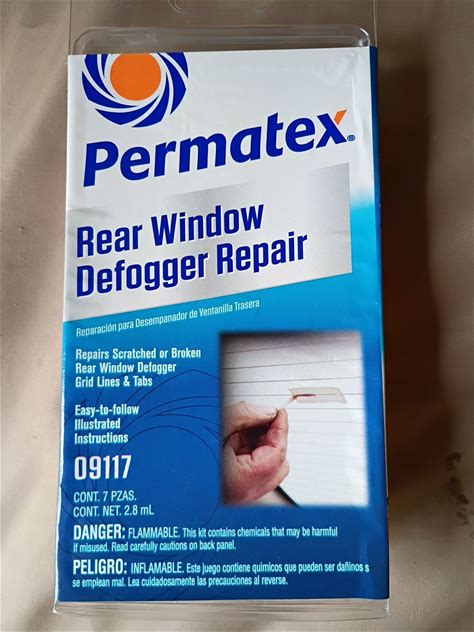 Permatex®
Rear Window
Defogger Repair
Reparación para Desempanador de Ventanilla Trasera
Repairs Scratched or Broken
Rear Window Defogger
Grid Lines & Tabs
Easy-to-follow
Illustrated
Instructions
09117
CONT. 7 PZAS.
CONT. NET. 2.8 mL
DANGER: FLAMMABLE. This kit contains chemicals that may be harmful
if misused. Read carefully cautions on back panel.
PELIGRO: INFLAMABLE. Este juego contiene quimicos que pueden ser dañinos s
se emplean mal. Lea cuidadosamente las precauciones al reverse.